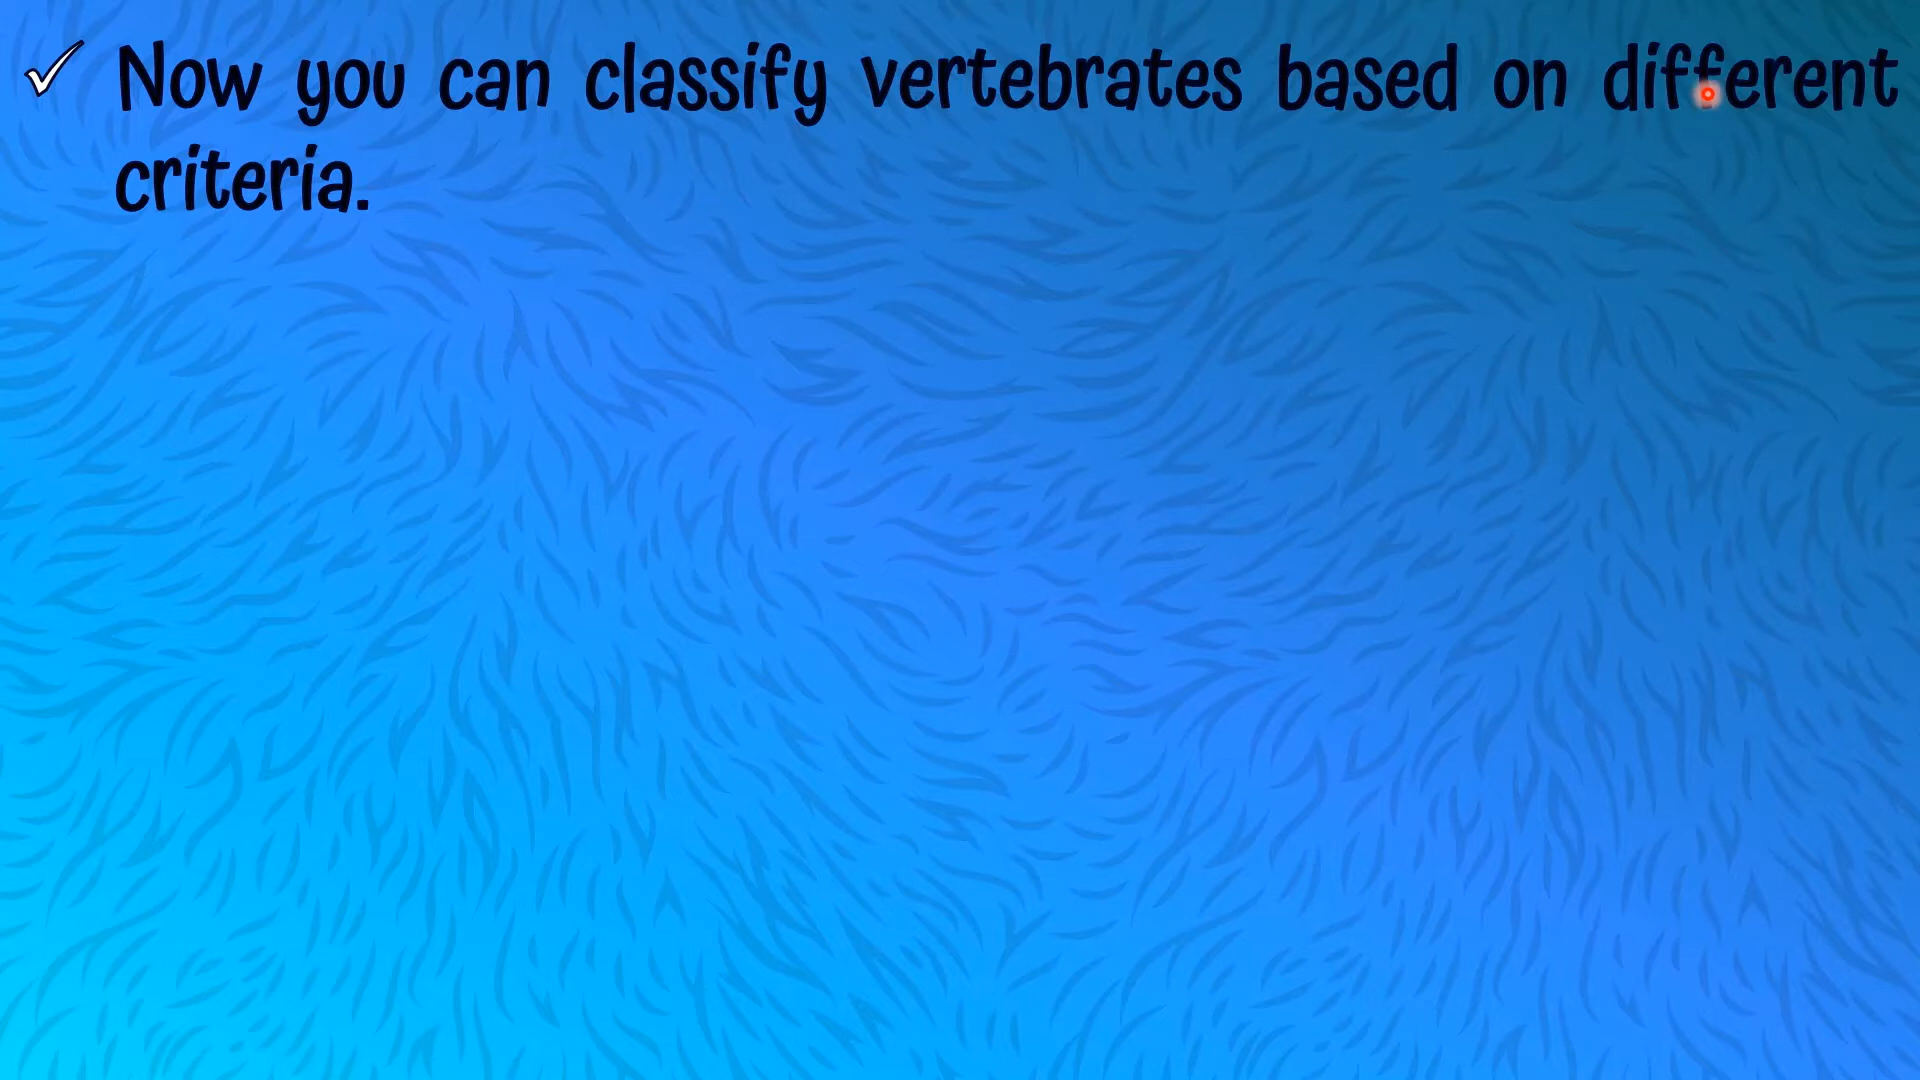 ✓ Now you can classify vertebrates based on different
criteria.